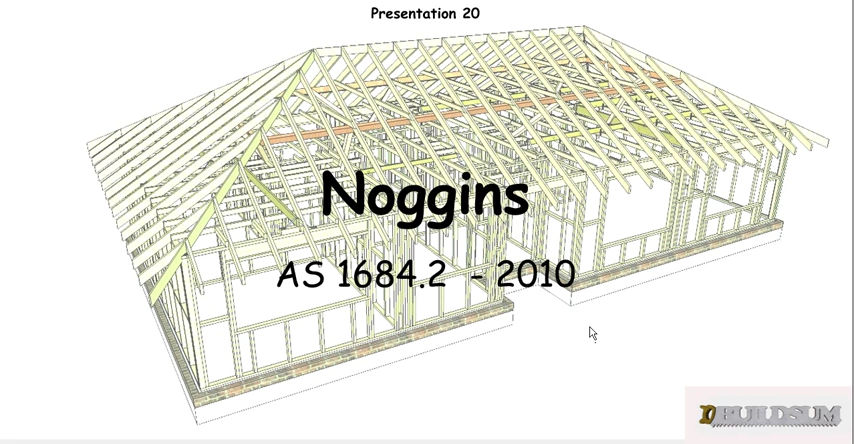 Presentation 20
Noggins
AS 1684.2 - 2010
BUILDSUM